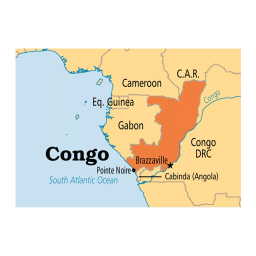 C.A.R.
Cameroon
Congo
Eq. Guinea
Gabon
Congo
DRC
Congo
Brazzaville
Pointe Noire
Cabinda (Angola)
South Atlantic Ocean